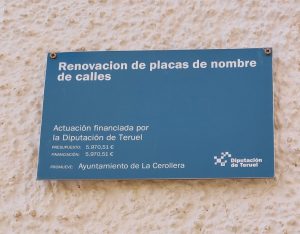 Renovacion de placas de nombre
de calles
Actuación financiada por
la Diputación de Teruel
PRESUPUESTO: 5.970,51 €
FINANCIACIÓN: 5.970,51 €
PROMUEVE: Ayuntamiento de La Cerollera
Diputación
de Teruel